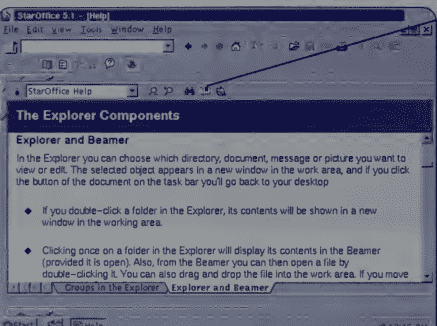 StarOffice 5.1 - [Help]
File Edit View Tools Window Help
StarOffice Help
The Explorer Components
Explorer and Beamer
In the Explorer you can choose which directory, document, message or picture you want to
view or edit. The selected object appears in a new window in the work area, and if you click
the button of the document on the task bar you'll go back to your desktop
If you double-click a folder in the Explorer, its contents will be shown in a new
window in the working area.
Clicking once on a folder in the Explorer will display its contents in the Beamer
(provided it is open). Also, from the Beamer you can then open a file by
double-clicking it. You can also drag and drop the file into the work area. If you move
Groups in the Explorer Explorer and Beamer
Start Help